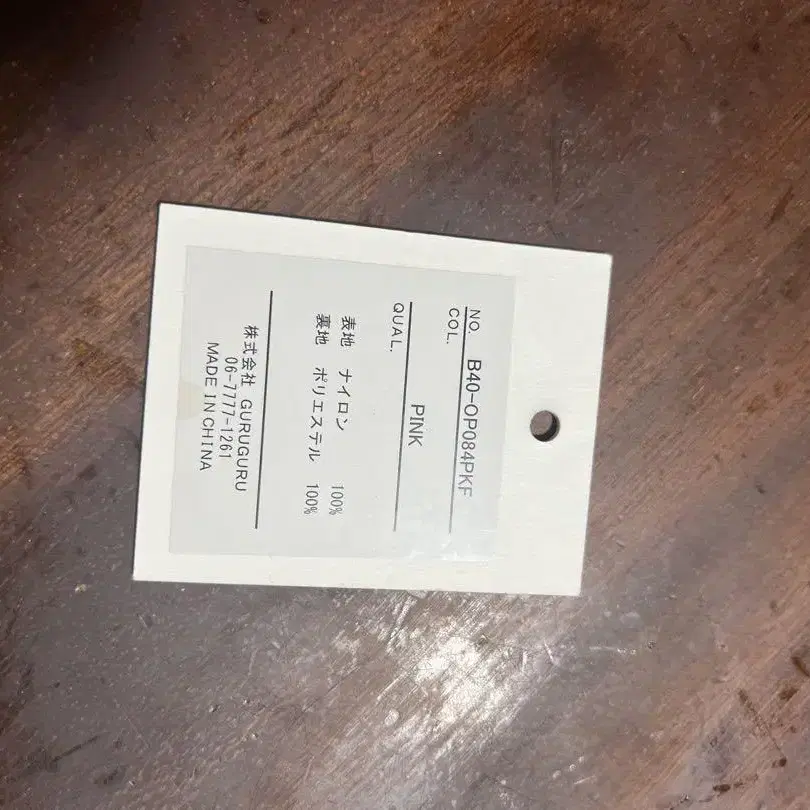 NO. B40-OP084PKF
COL.
PINK
QUAL.
表地 ナイロン 100%
裏地 ポリエステル 100%
株式会社 GURUGURU
06-7777-1261
MADE IN CHINA